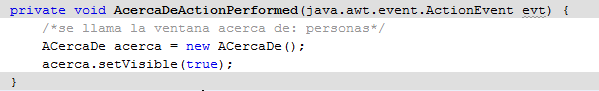 private void AcercaDeActionPerformed(java.awt.event.ActionEvent evt) {
/*se llama la ventana acerca de: personas*/
ACercaDe acerca = new ACercaDe();
acerca.setVisible(true);
}